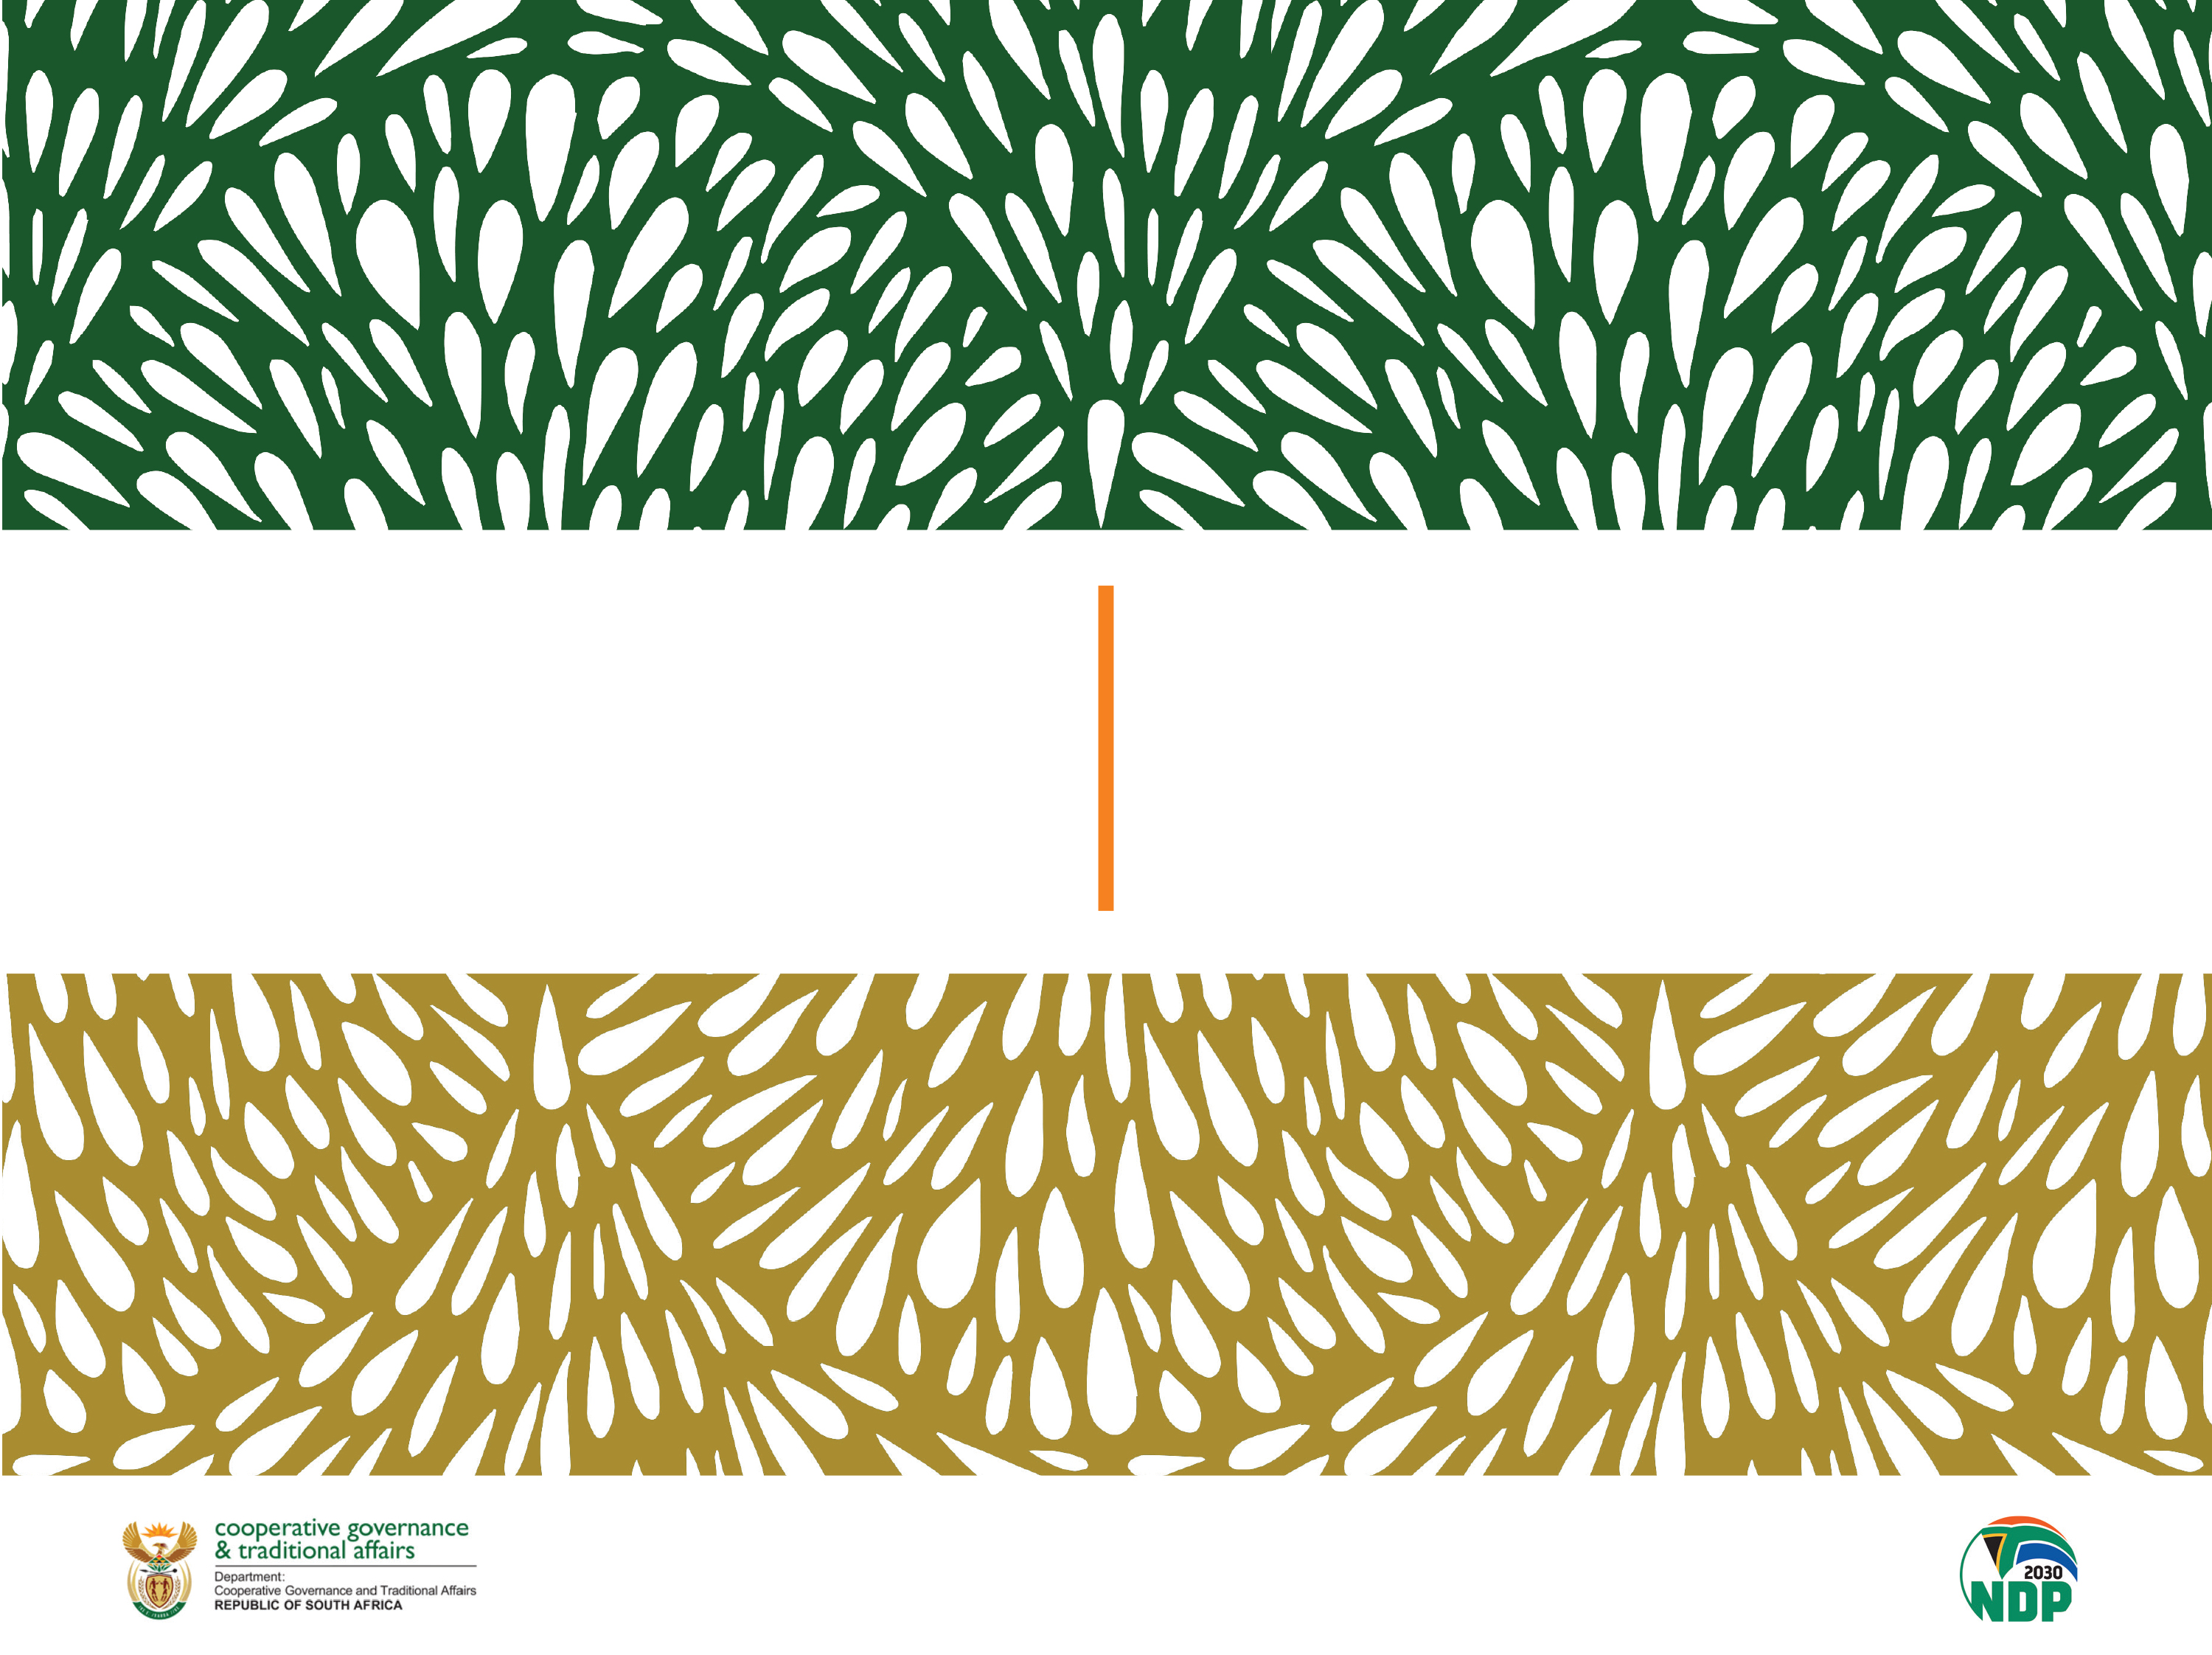 cooperative governance
& traditional affairs
Department:
Cooperative Governance and Traditional Affairs
REPUBLIC OF SOUTH AFRICA
2030
NDP